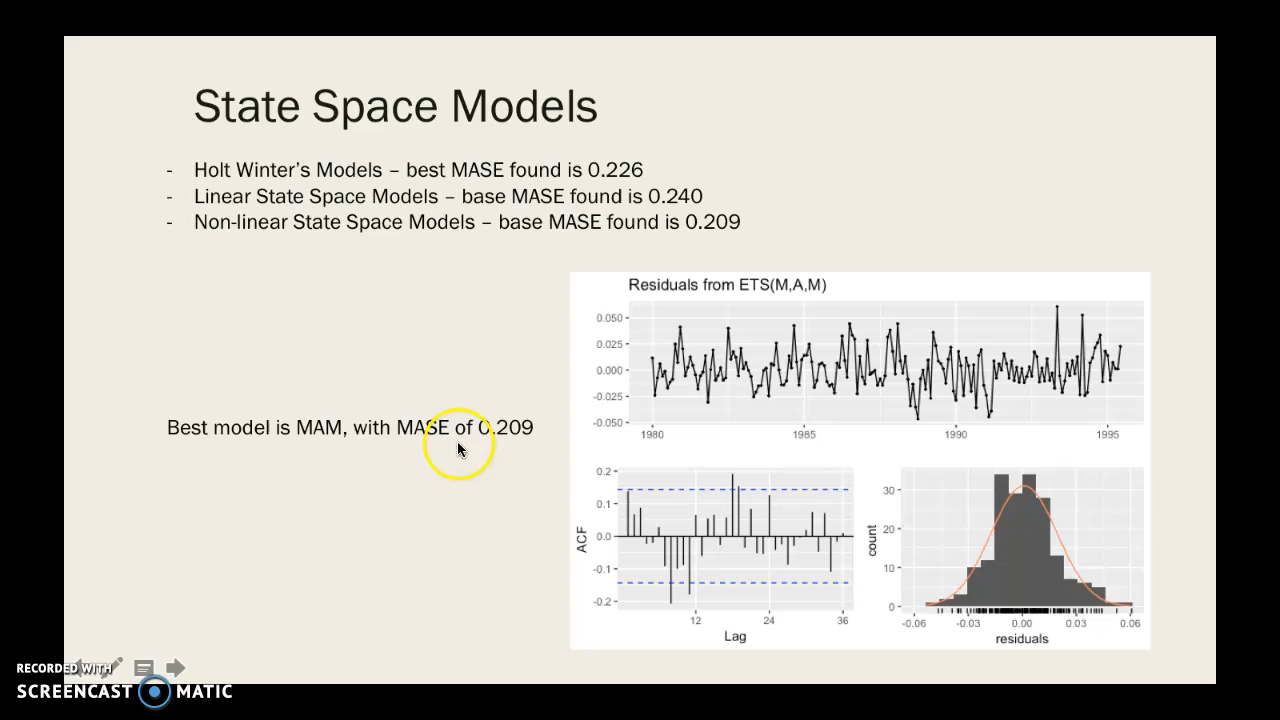 State Space Models
- Holt Winter's Models – best MASE found is 0.226
- Linear State Space Models – base MASE found is 0.240
- Non-linear State Space Models – base MASE found is 0.209
Best model is MAM, with MASE of 0.209
Residuals from ETS(M,A,M)
0.050
0.025
0.000
-0.025
-0.050
1980 1985 1990 1995
0.2
0.1
0.0
-0.1
-0.2
ACF
12 24 36
Lag
30
20
10
0
count
-0.06 -0.03 0.00 0.03 0.06
residuals
RECORDED WITH
SCREENCAST MATIC